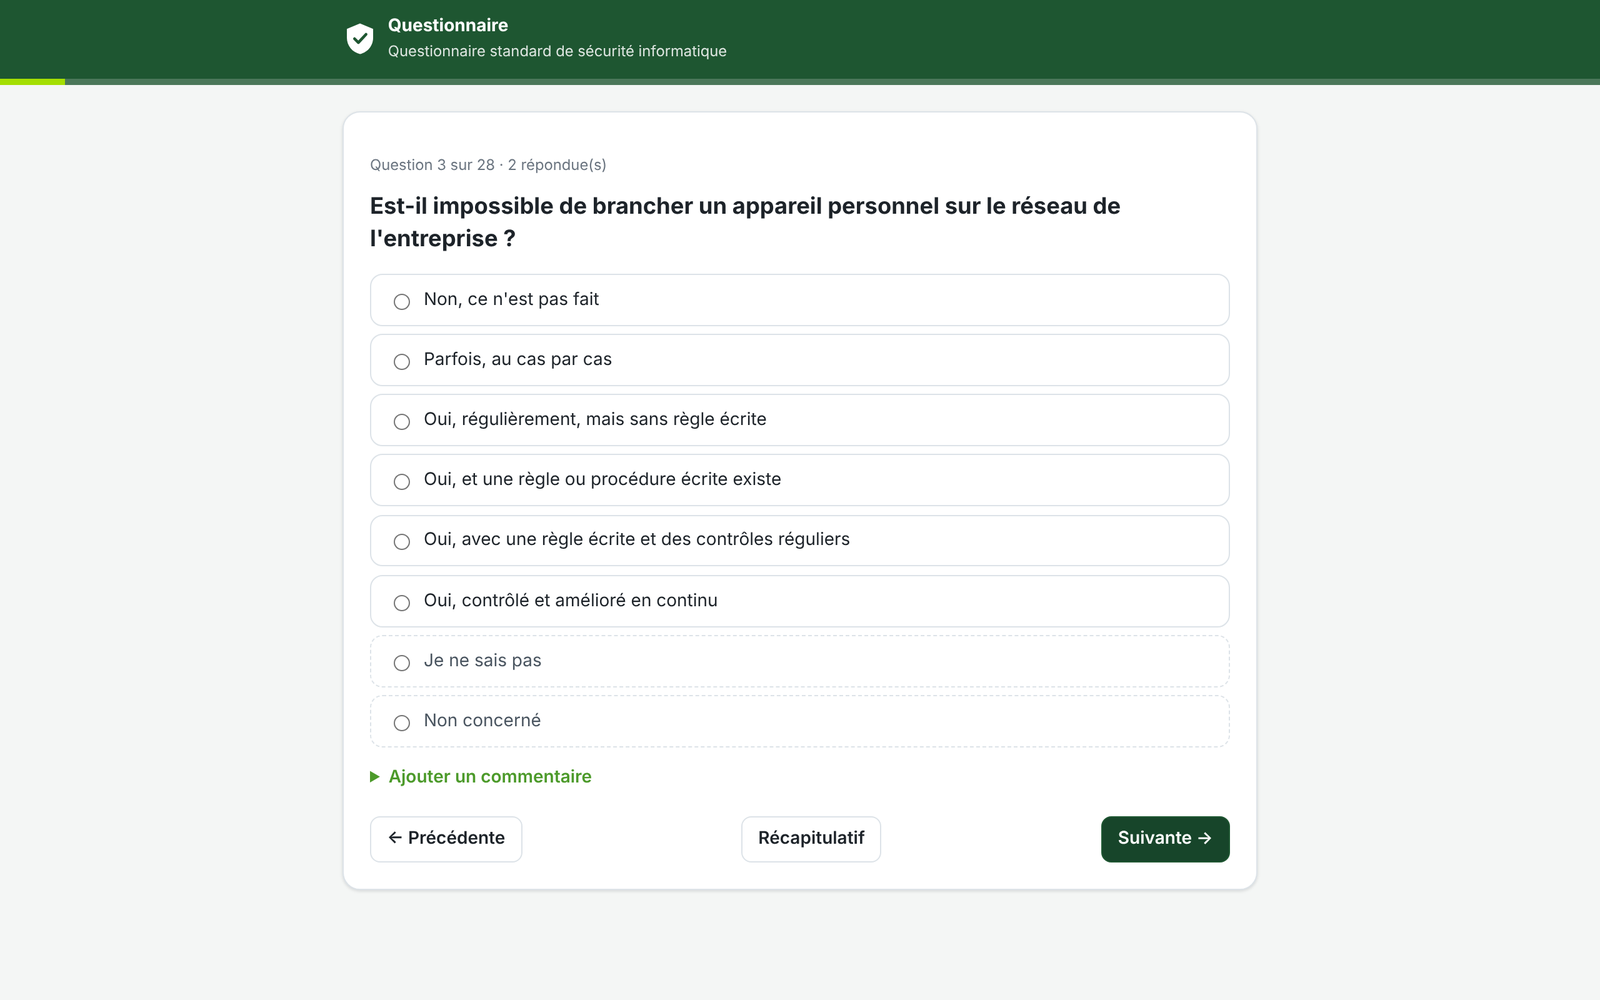 Questionnaire
Questionnaire standard de sécurité informatique
Question 3 sur 28 · 2 répondue(s)
Est-il impossible de brancher un appareil personnel sur le réseau de
l'entreprise ?
Non, ce n'est pas fait
Parfois, au cas par cas
Oui, régulièrement, mais sans règle écrite
Oui, et une règle ou procédure écrite existe
Oui, avec une règle écrite et des contrôles réguliers
Oui, contrôlé et amélioré en continu
Je ne sais pas
Non concerné
▶ Ajouter un commentaire
← Précédente
Récapitulatif
Suivante →